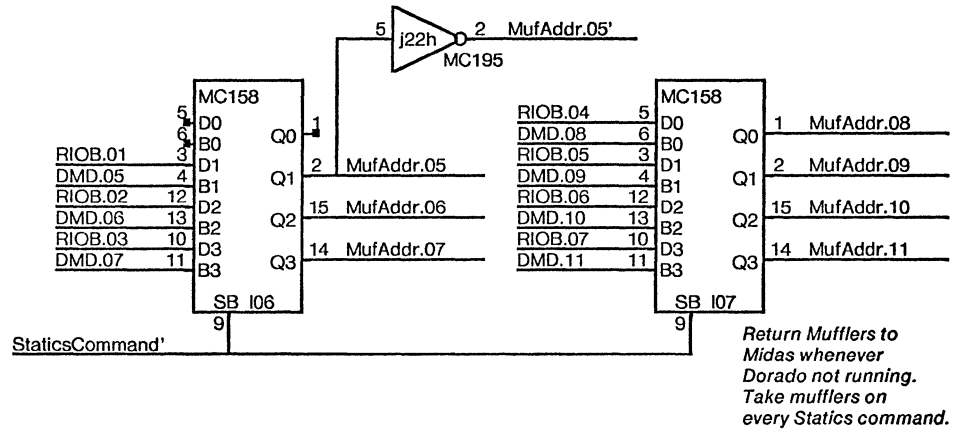 5 j22h 2 MufAddr.05'
MC195
MC158
5 D0
6 B0
Q0 1
RIOB.01 3 D1
DMD.05 4 B1
Q1 2 MufAddr.05
RIOB.02 12 D2
DMD.06 13 B2
Q2 15 MufAddr.06
RIOB.03 10 D3
DMD.07 11 B3
Q3 14 MufAddr.07
SB I06
9
MC158
RIOB.04 5 D0
DMD.08 6 B0
Q0 1 MufAddr.08
RIOB.05 3 D1
DMD.09 4 B1
Q1 2 MufAddr.09
RIOB.06 12 D2
DMD.10 13 B2
Q2 15 MufAddr.10
RIOB.07 10 D3
DMD.11 11 B3
Q3 14 MufAddr.11
SB I07
9
StaticsCommand'
Return Mufflers to
Midas whenever
Dorado not running.
Take mufflers on
every Statics command.